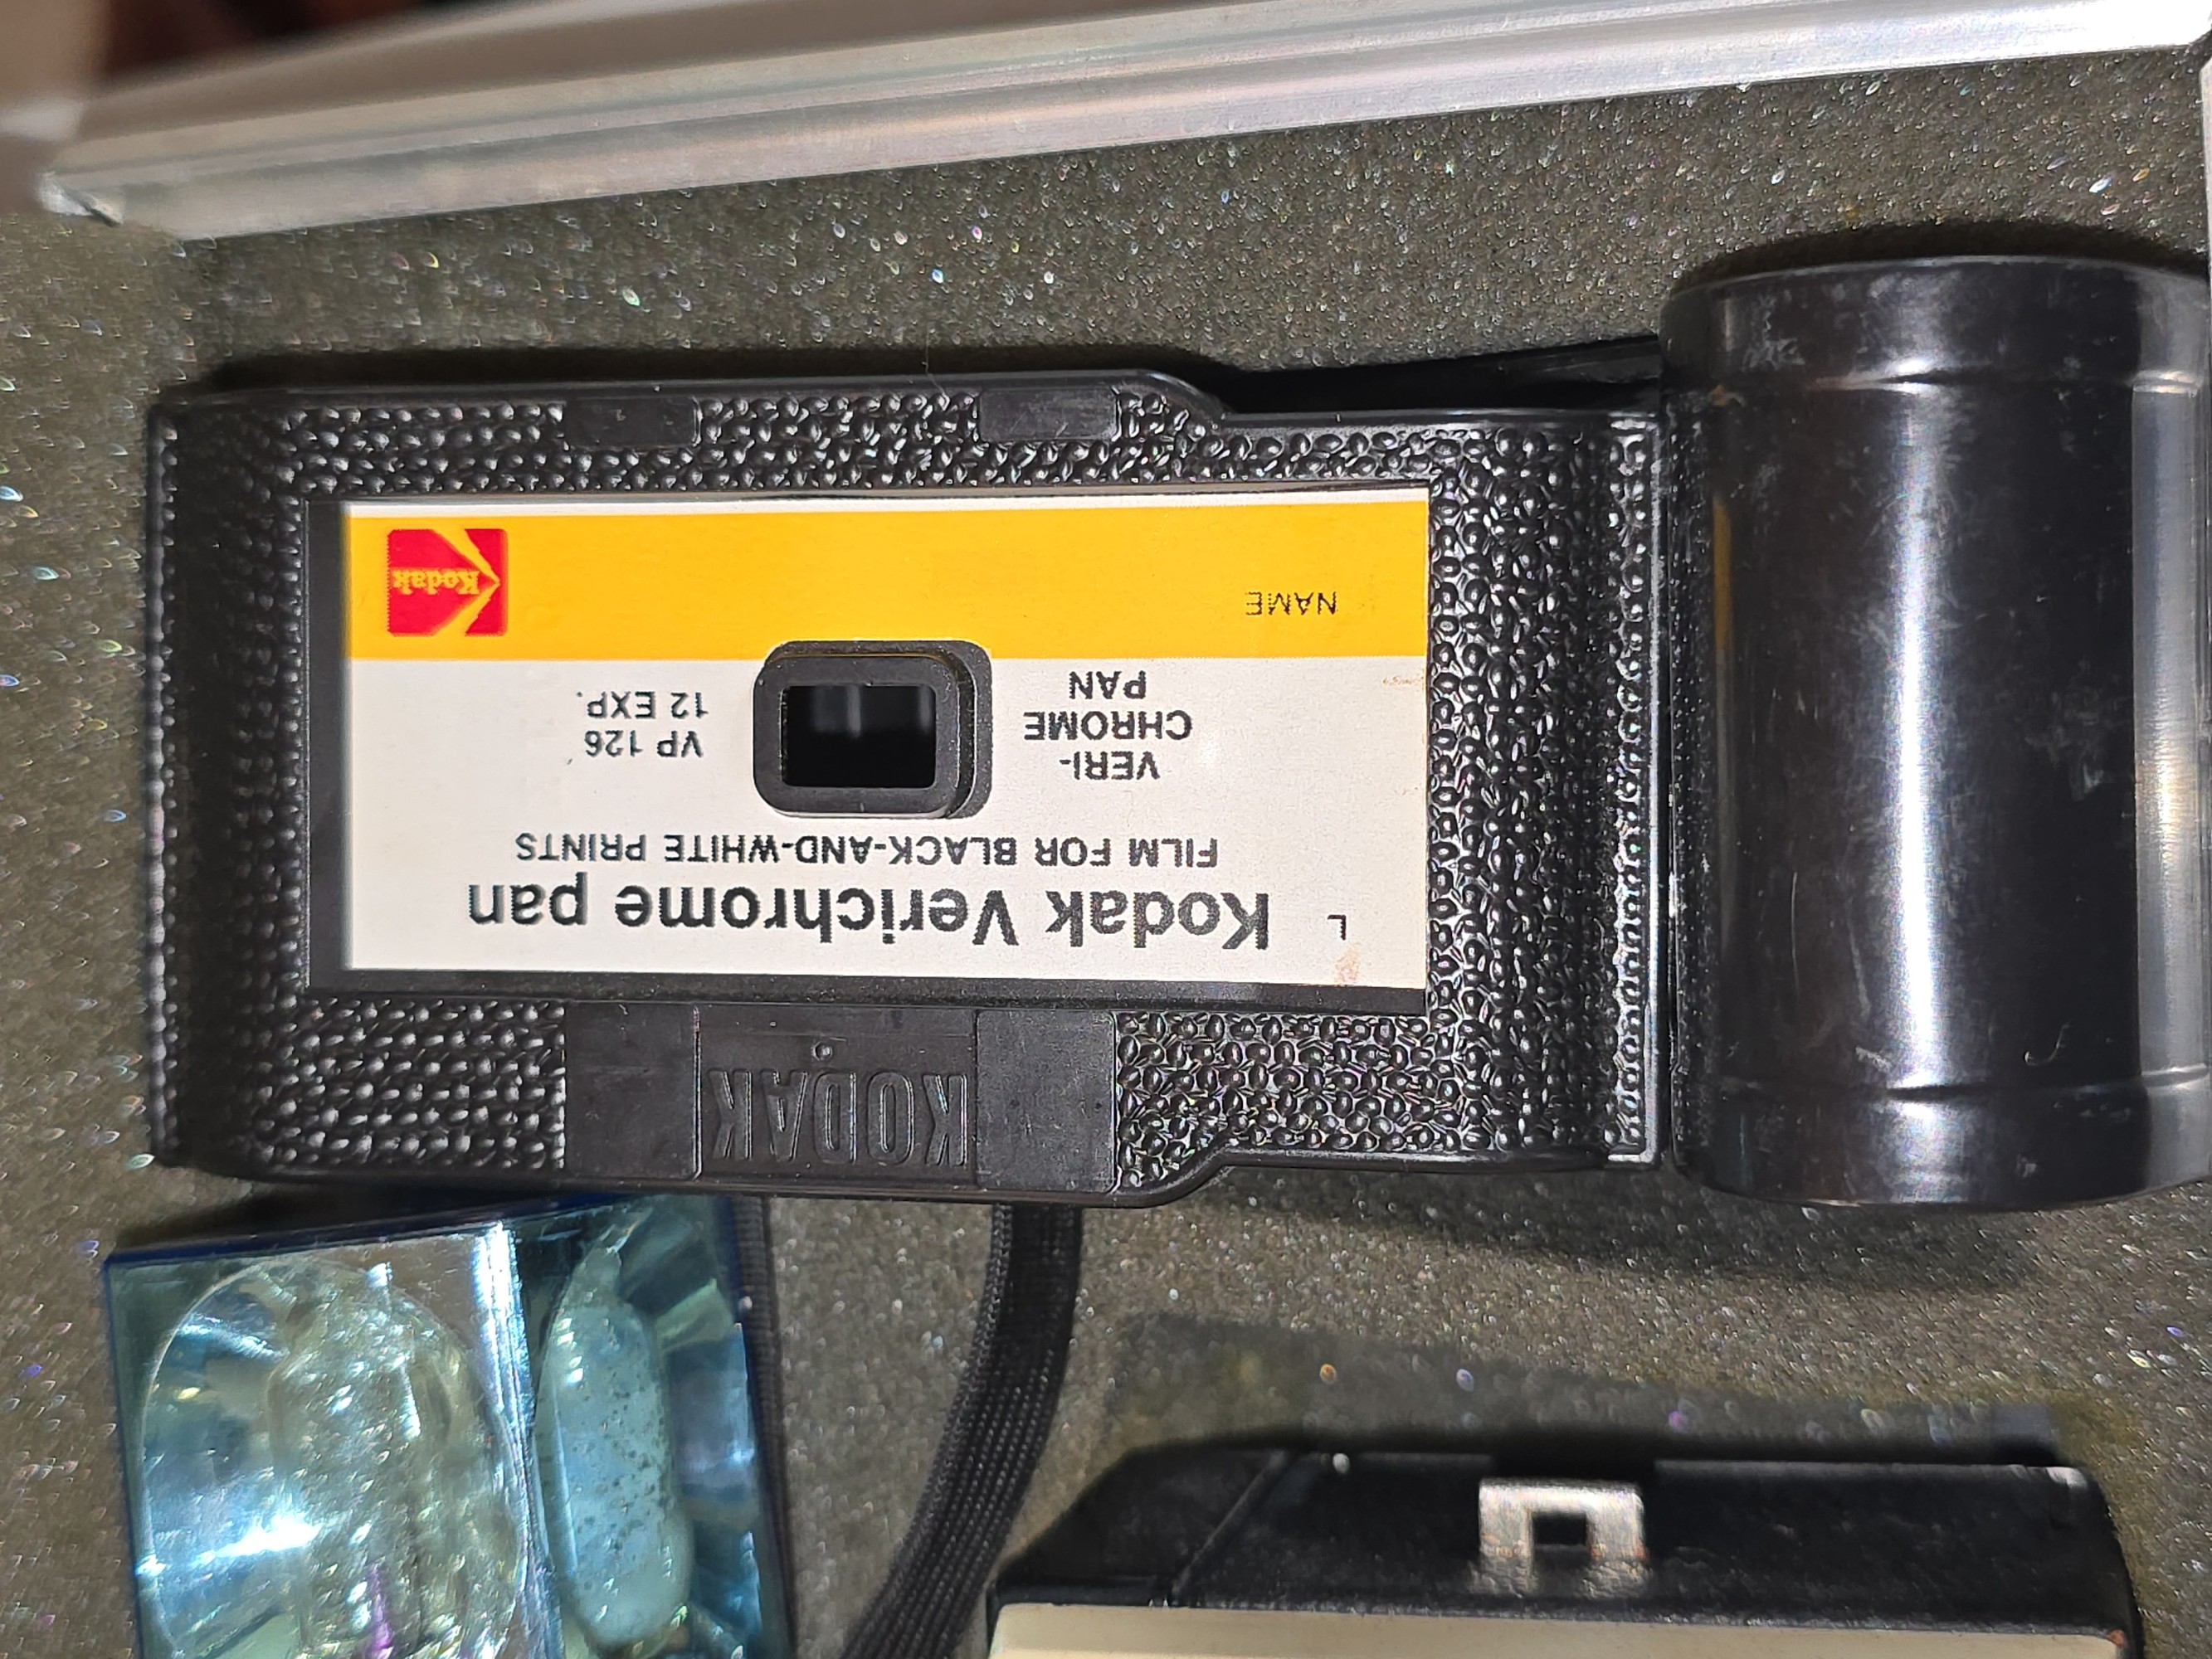 KODAK
L
Kodak Verichrome pan
FILM FOR BLACK-AND-WHITE PRINTS
VERI-
CHROME
PAN
VP 126
12 EXP.
NAME
Kodak